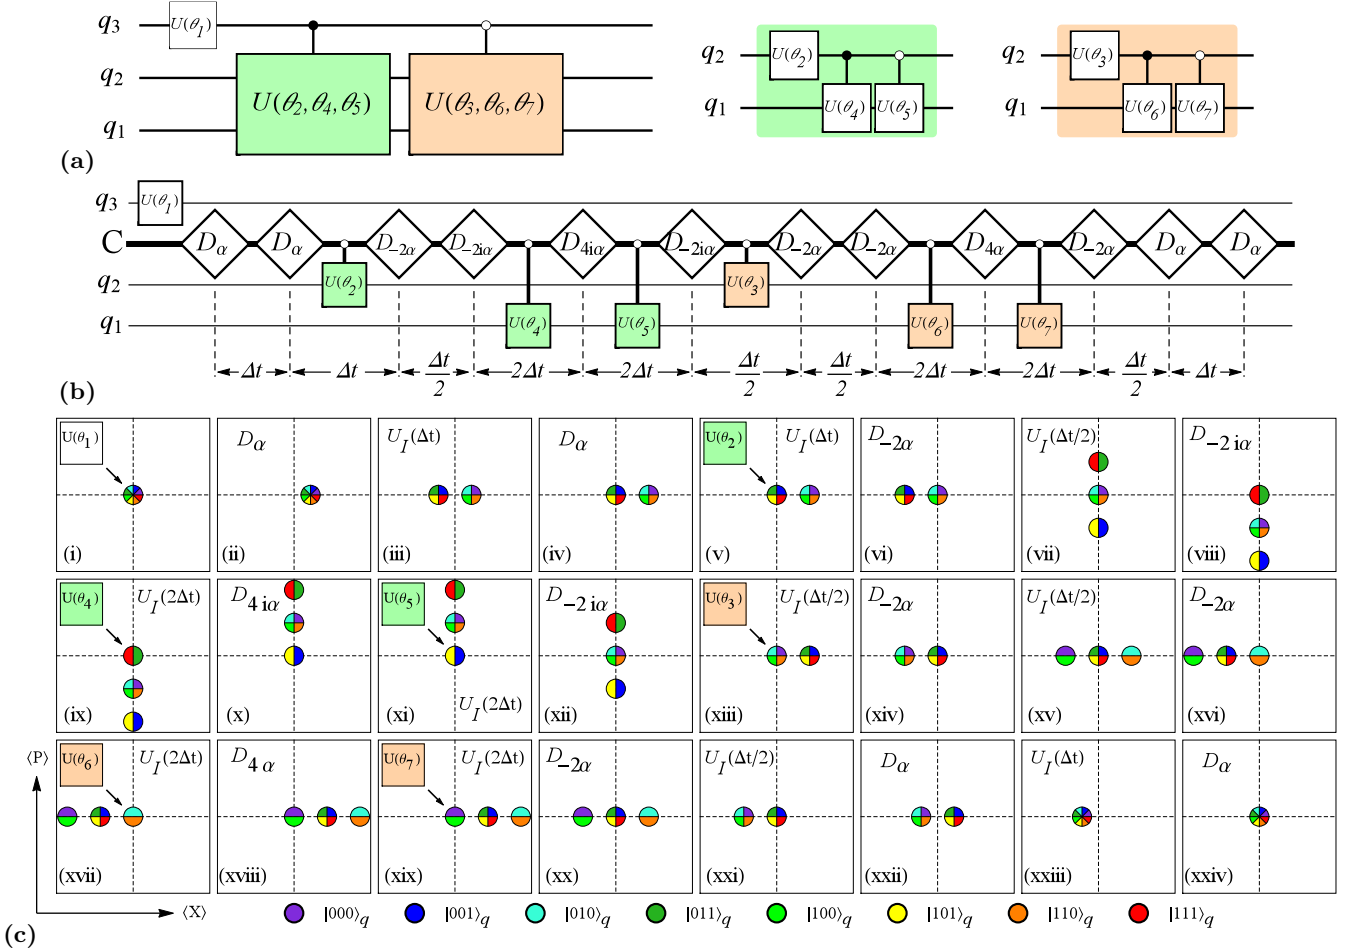 q3 U(θ1)
q2 U(θ2,θ4,θ5) U(θ3,θ6,θ7)
q1
q2 U(θ2)
q1 U(θ4) U(θ5)
q2 U(θ3)
q1 U(θ6) U(θ7)
(a)
q3 U(θ1)
C Dα Dα D-2α D-2iα D4iα D-2iα D-2α D-2α D4α D-2α Dα Dα
q2 U(θ2) U(θ3)
q1 U(θ4) U(θ5) U(θ6) U(θ7)
Δt Δt Δt/2 2Δt 2Δt Δt/2 Δt/2 2Δt 2Δt Δt/2 Δt
(b)
U(θ1) Dα UI(Δt) Dα U(θ2) UI(Δt) D-2α UI(Δt/2) D-2iα
(i) (ii) (iii) (iv) (v) (vi) (vii) (viii)
U(θ4) UI(2Δt) D4iα U(θ5) UI(2Δt) D-2iα U(θ3) UI(Δt/2) D-2α UI(Δt/2) D-2α
(ix) (x) (xi) (xii) (xiii) (xiv) (xv) (xvi)
⟨P⟩ U(θ6) UI(2Δt) D4α U(θ7) UI(2Δt) D-2α UI(Δt/2) Dα UI(Δt) Dα
(xvii) (xviii) (xix) (xx) (xxi) (xxii) (xxiii) (xxiv)
⟨X⟩ |000⟩q |001⟩q |010⟩q |011⟩q |100⟩q |101⟩q |110⟩q |111⟩q
(c)